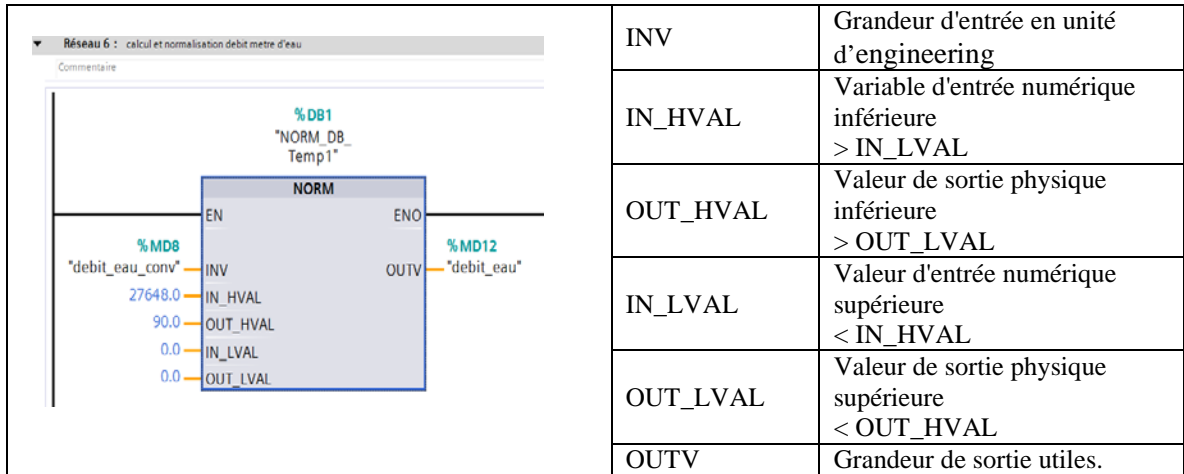 Réseau 6 : calcul et normalisation debit metre d'eau
Commentaire
%DB1
"NORM_DB_
Temp1"
NORM
EN ENO
%MD8
"debit_eau_conv" INV
%MD12
OUTV "debit_eau"
27648.0 IN_HVAL
90.0 OUT_HVAL
0.0 IN_LVAL
0.0 OUT_LVAL
INV
Grandeur d'entrée en unité
d'engineering
IN_HVAL
Variable d'entrée numérique
inférieure
> IN_LVAL
OUT_HVAL
Valeur de sortie physique
inférieure
> OUT_LVAL
IN_LVAL
Valeur d'entrée numérique
supérieure
< IN_HVAL
OUT_LVAL
Valeur de sortie physique
supérieure
< OUT_HVAL
OUTV
Grandeur de sortie utiles.